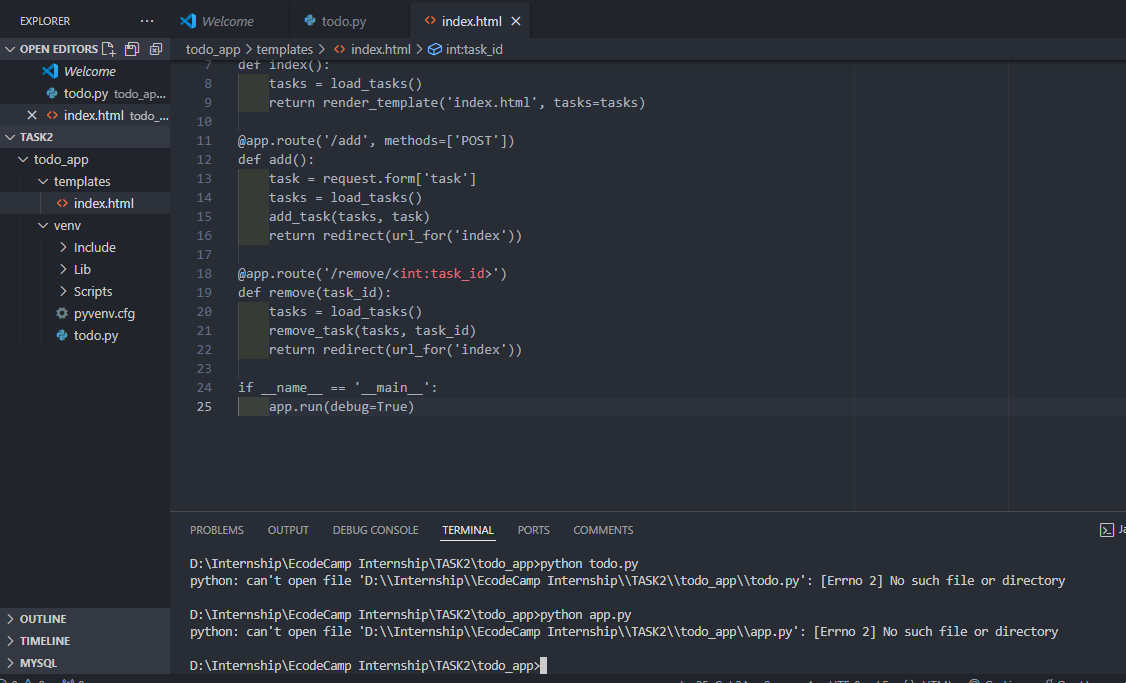 EXPLORER
Welcome
todo.py
index.html
OPEN EDITORS
todo_app > templates > index.html > int:task_id
Welcome
todo.py todo_ap...
index.html todo_...
TASK2
todo_app
templates
index.html
venv
Include
Lib
Scripts
pyvenv.cfg
todo.py
7 def index():
8 tasks = load_tasks()
9 return render_template('index.html', tasks=tasks)
10
11 @app.route('/add', methods=['POST'])
12 def add():
13 task = request.form['task']
14 tasks = load_tasks()
15 add_task(tasks, task)
16 return redirect(url_for('index'))
17
18 @app.route('/remove/<int:task_id>')
19 def remove(task_id):
20 tasks = load_tasks()
21 remove_task(tasks, task_id)
22 return redirect(url_for('index'))
23
24 if __name__ == '__main__':
25 app.run(debug=True)
PROBLEMS OUTPUT DEBUG CONSOLE TERMINAL PORTS COMMENTS
D:\Internship\EcodeCamp Internship\TASK2\todo_app>python todo.py
python: can't open file 'D:\\Internship\\EcodeCamp Internship\\TASK2\\todo_app\\todo.py': [Errno 2] No such file or directory
D:\Internship\EcodeCamp Internship\TASK2\todo_app>python app.py
python: can't open file 'D:\\Internship\\EcodeCamp Internship\\TASK2\\todo_app\\app.py': [Errno 2] No such file or directory
D:\Internship\EcodeCamp Internship\TASK2\todo_app>
OUTLINE
TIMELINE
MYSQL